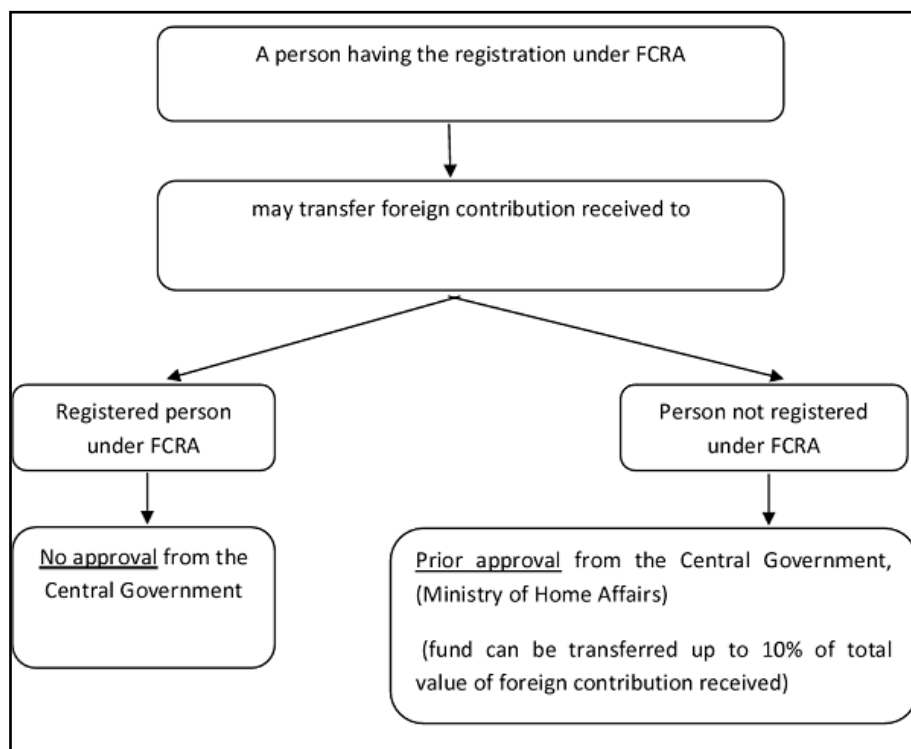 A person having the registration under FCRA
may transfer foreign contribution received to
Registered person
under FCRA
Person not registered
under FCRA
No approval from the
Central Government
Prior approval from the Central Government,
(Ministry of Home Affairs)
(fund can be transferred up to 10% of total
value of foreign contribution received)